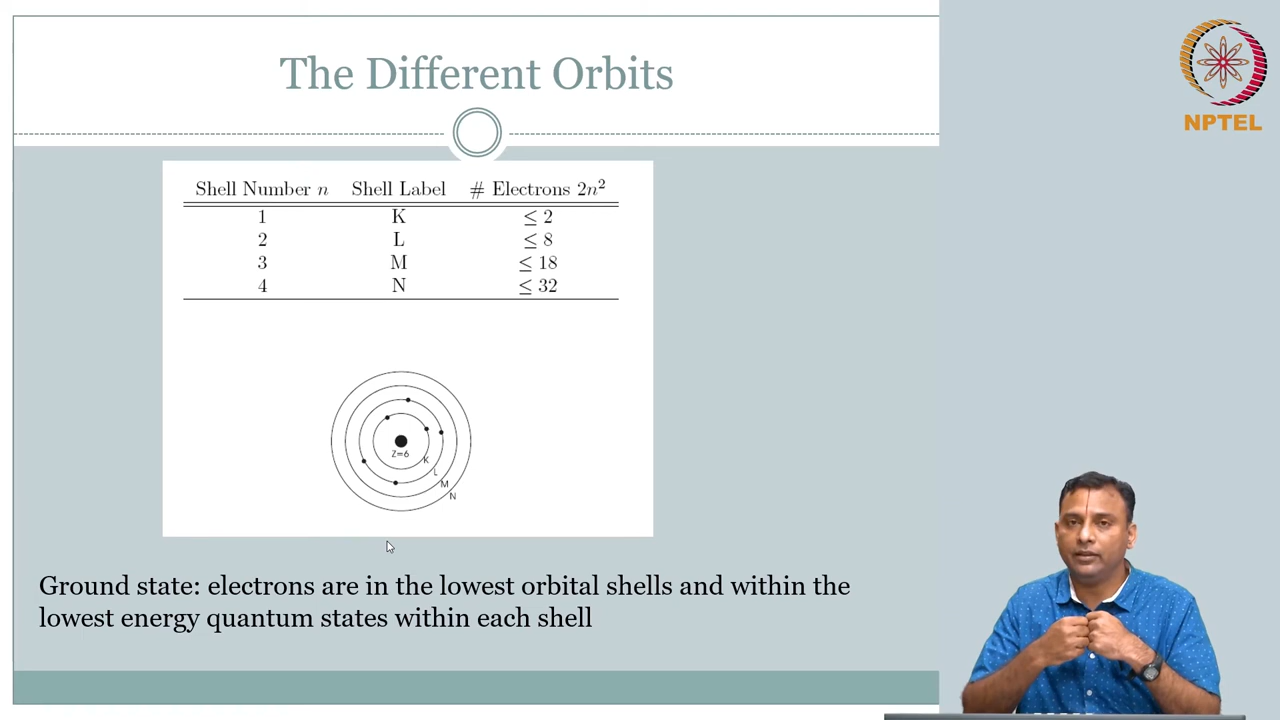 The Different Orbits
NPTEL
Shell Number n Shell Label # Electrons 2n²
1 K ≤ 2
2 L ≤ 8
3 M ≤ 18
4 N ≤ 32
Z=6
K
L
M
N
Ground state: electrons are in the lowest orbital shells and within the
lowest energy quantum states within each shell